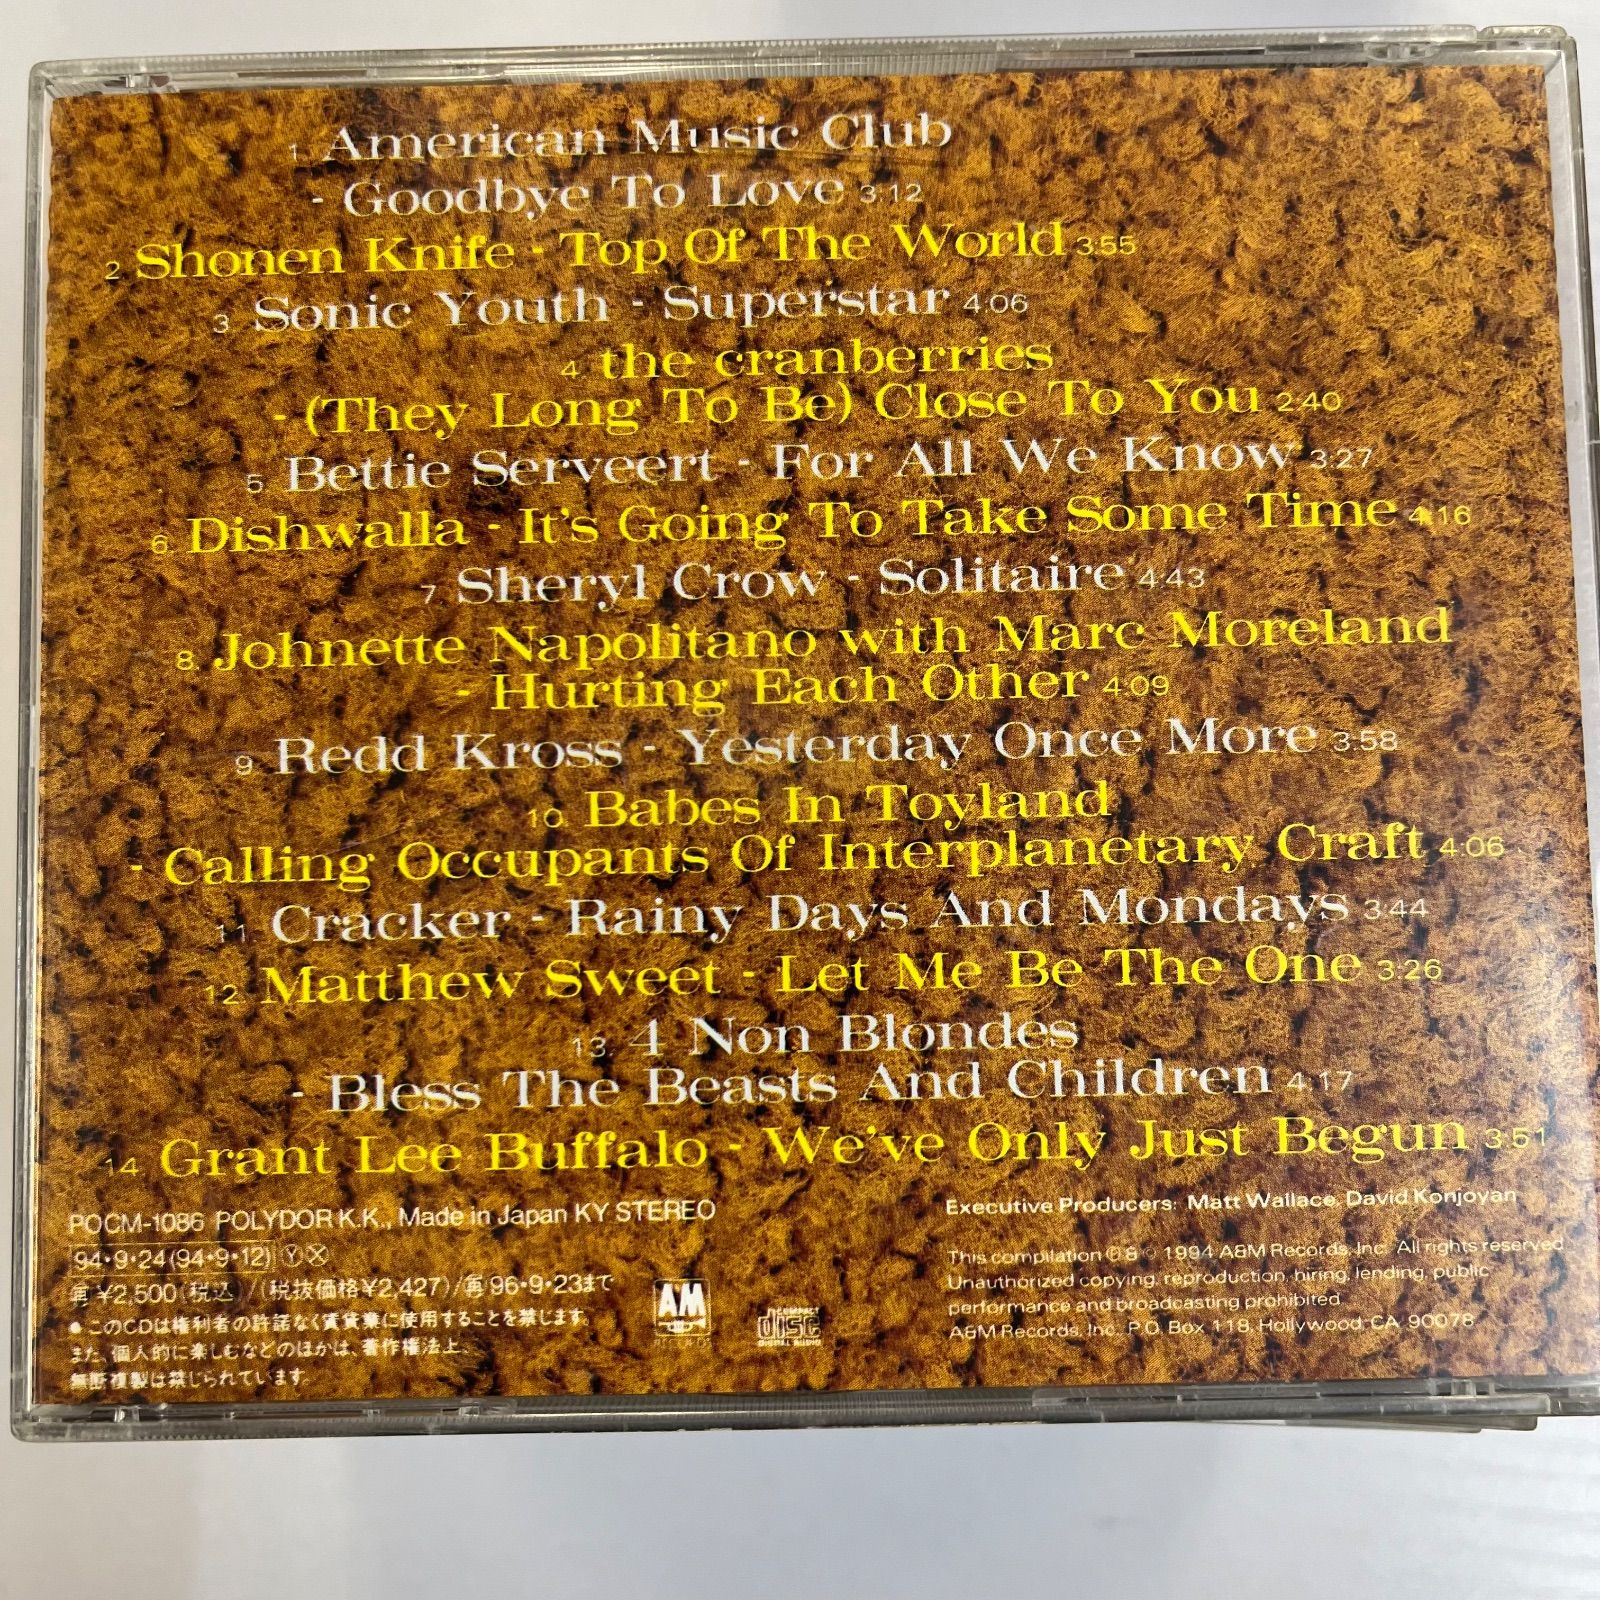 1. American Music Club
- Goodbye To Love 3:12
2 Shonen Knife - Top Of The World 3:55
3 Sonic Youth - Superstar 4:06
4. the cranberries
- (They Long To Be) Close To You 2:40
5 Bettie Serveert - For All We Know 3:27
6. Dishwalla - It's Going To Take Some Time 4:16
7. Sheryl Crow - Solitaire 4:43
8. Johnette Napolitano with Marc Moreland
- Hurting Each Other 4:09
9 Redd Kross - Yesterday Once More 3:58
10. Babes In Toyland
- Calling Occupants Of Interplanetary Craft 4:06
11. Cracker - Rainy Days And Mondays 3:44
12. Matthew Sweet - Let Me Be The One 3:26
13. 4 Non Blondes
- Bless The Beasts And Children 4:17
14 Grant Lee Buffalo - We've Only Just Begun 3:51
POCM-1086 POLYDOR K.K., Made in Japan KY STEREO
94・9・24(94・9・12) Ⓨ Ⓧ
再 ¥2,500(税込)/(税抜価格¥2,427)/再96・9・23まで
●このCDは権利者の許諾なく賃貸業に使用することを禁じます。
また、個人的に楽しむなどのほかは、著作権法上、
無断複製は禁じられています。
AM
RECORDS
COMPACT
disc
DIGITAL AUDIO
Executive Producers: Matt Wallace, David Konjoyan
This compilation ℗ & © 1994 A&M Records, Inc. All rights reserved
Unauthorized copying, reproduction, hiring, lending, public
performance and broadcasting prohibited.
A&M Records, Inc. P.O. Box 118, Hollywood, CA. 90078